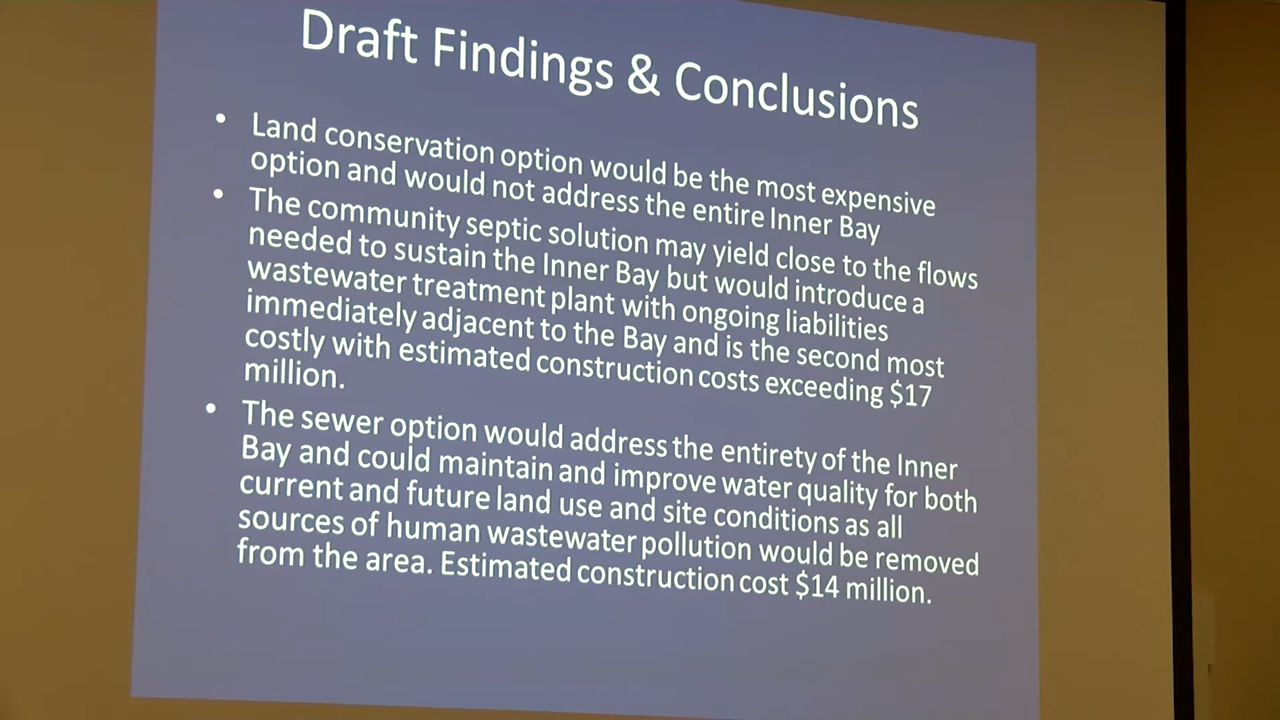 Draft Findings & Conclusions
• Land conservation option would be the most expensive
option and would not address the entire Inner Bay
• The community septic solution may yield close to the flows
needed to sustain the Inner Bay but would introduce a
wastewater treatment plant with ongoing liabilities
immediately adjacent to the Bay and is the second most
costly with estimated construction costs exceeding $17
million.
• The sewer option would address the entirety of the Inner
Bay and could maintain and improve water quality for both
current and future land use and site conditions as all
sources of human wastewater pollution would be removed
from the area. Estimated construction cost $14 million.